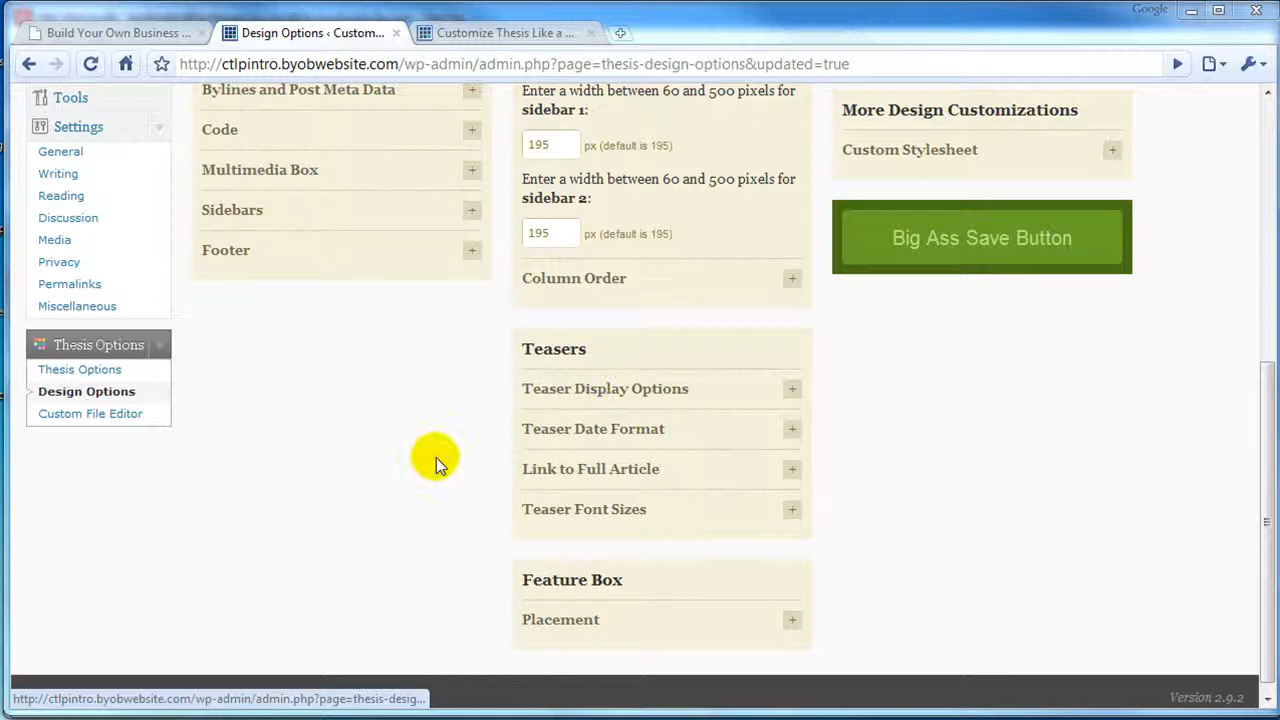 Google
Build Your Own Business ...
Design Options ‹ Custom...
Customize Thesis Like a ...
http://ctlpintro.byobwebsite.com/wp-admin/admin.php?page=thesis-design-options&updated=true
Tools
Settings
General
Writing
Reading
Discussion
Media
Privacy
Permalinks
Miscellaneous
Thesis Options
Thesis Options
Design Options
Custom File Editor
Bylines and Post Meta Data +
Code +
Multimedia Box +
Sidebars +
Footer +
Enter a width between 60 and 500 pixels for
sidebar 1:
195 px (default is 195)
Enter a width between 60 and 500 pixels for
sidebar 2:
195 px (default is 195)
Column Order +
Teasers
Teaser Display Options +
Teaser Date Format +
Link to Full Article +
Teaser Font Sizes +
Feature Box
Placement +
More Design Customizations
Custom Stylesheet +
Big Ass Save Button
http://ctlpintro.byobwebsite.com/wp-admin/admin.php?page=thesis-desig...
Version 2.9.2